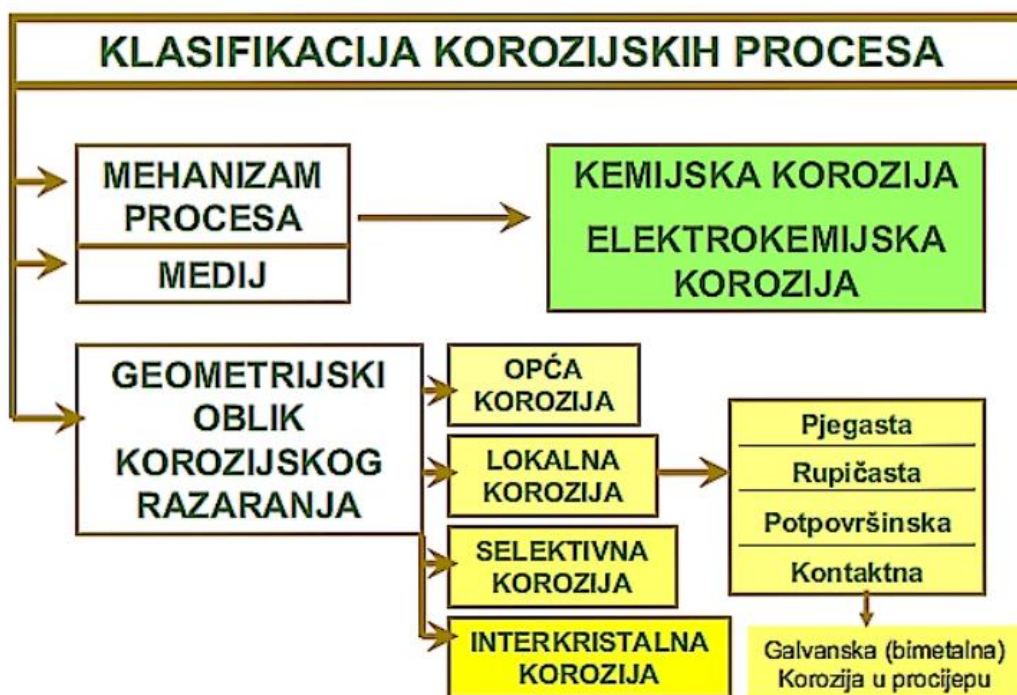 KLASIFIKACIJA KOROZIJSKIH PROCESA
MEHANIZAM
PROCESA
MEDIJ
KEMIJSKA KOROZIJA
ELEKTROKEMIJSKA
KOROZIJA
GEOMETRIJSKI
OBLIK
KOROZIJSKOG
RAZARANJA
OPĆA
KOROZIJA
LOKALNA
KOROZIJA
SELEKTIVNA
KOROZIJA
INTERKRISTALNA
KOROZIJA
Pjegasta
Rupičasta
Potpovršinska
Kontaktna
Galvanska (bimetalna)
Korozija u procijepu